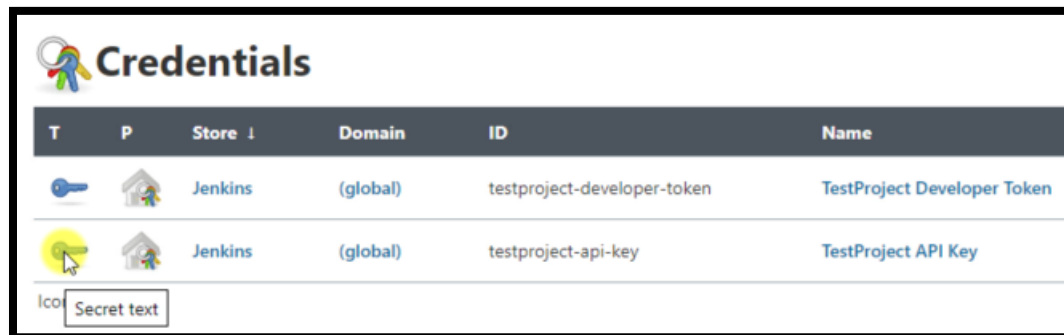 Credentials
T P Store ↓ Domain ID Name
Jenkins (global) testproject-developer-token TestProject Developer Token
Jenkins (global) testproject-api-key TestProject API Key
Secret text